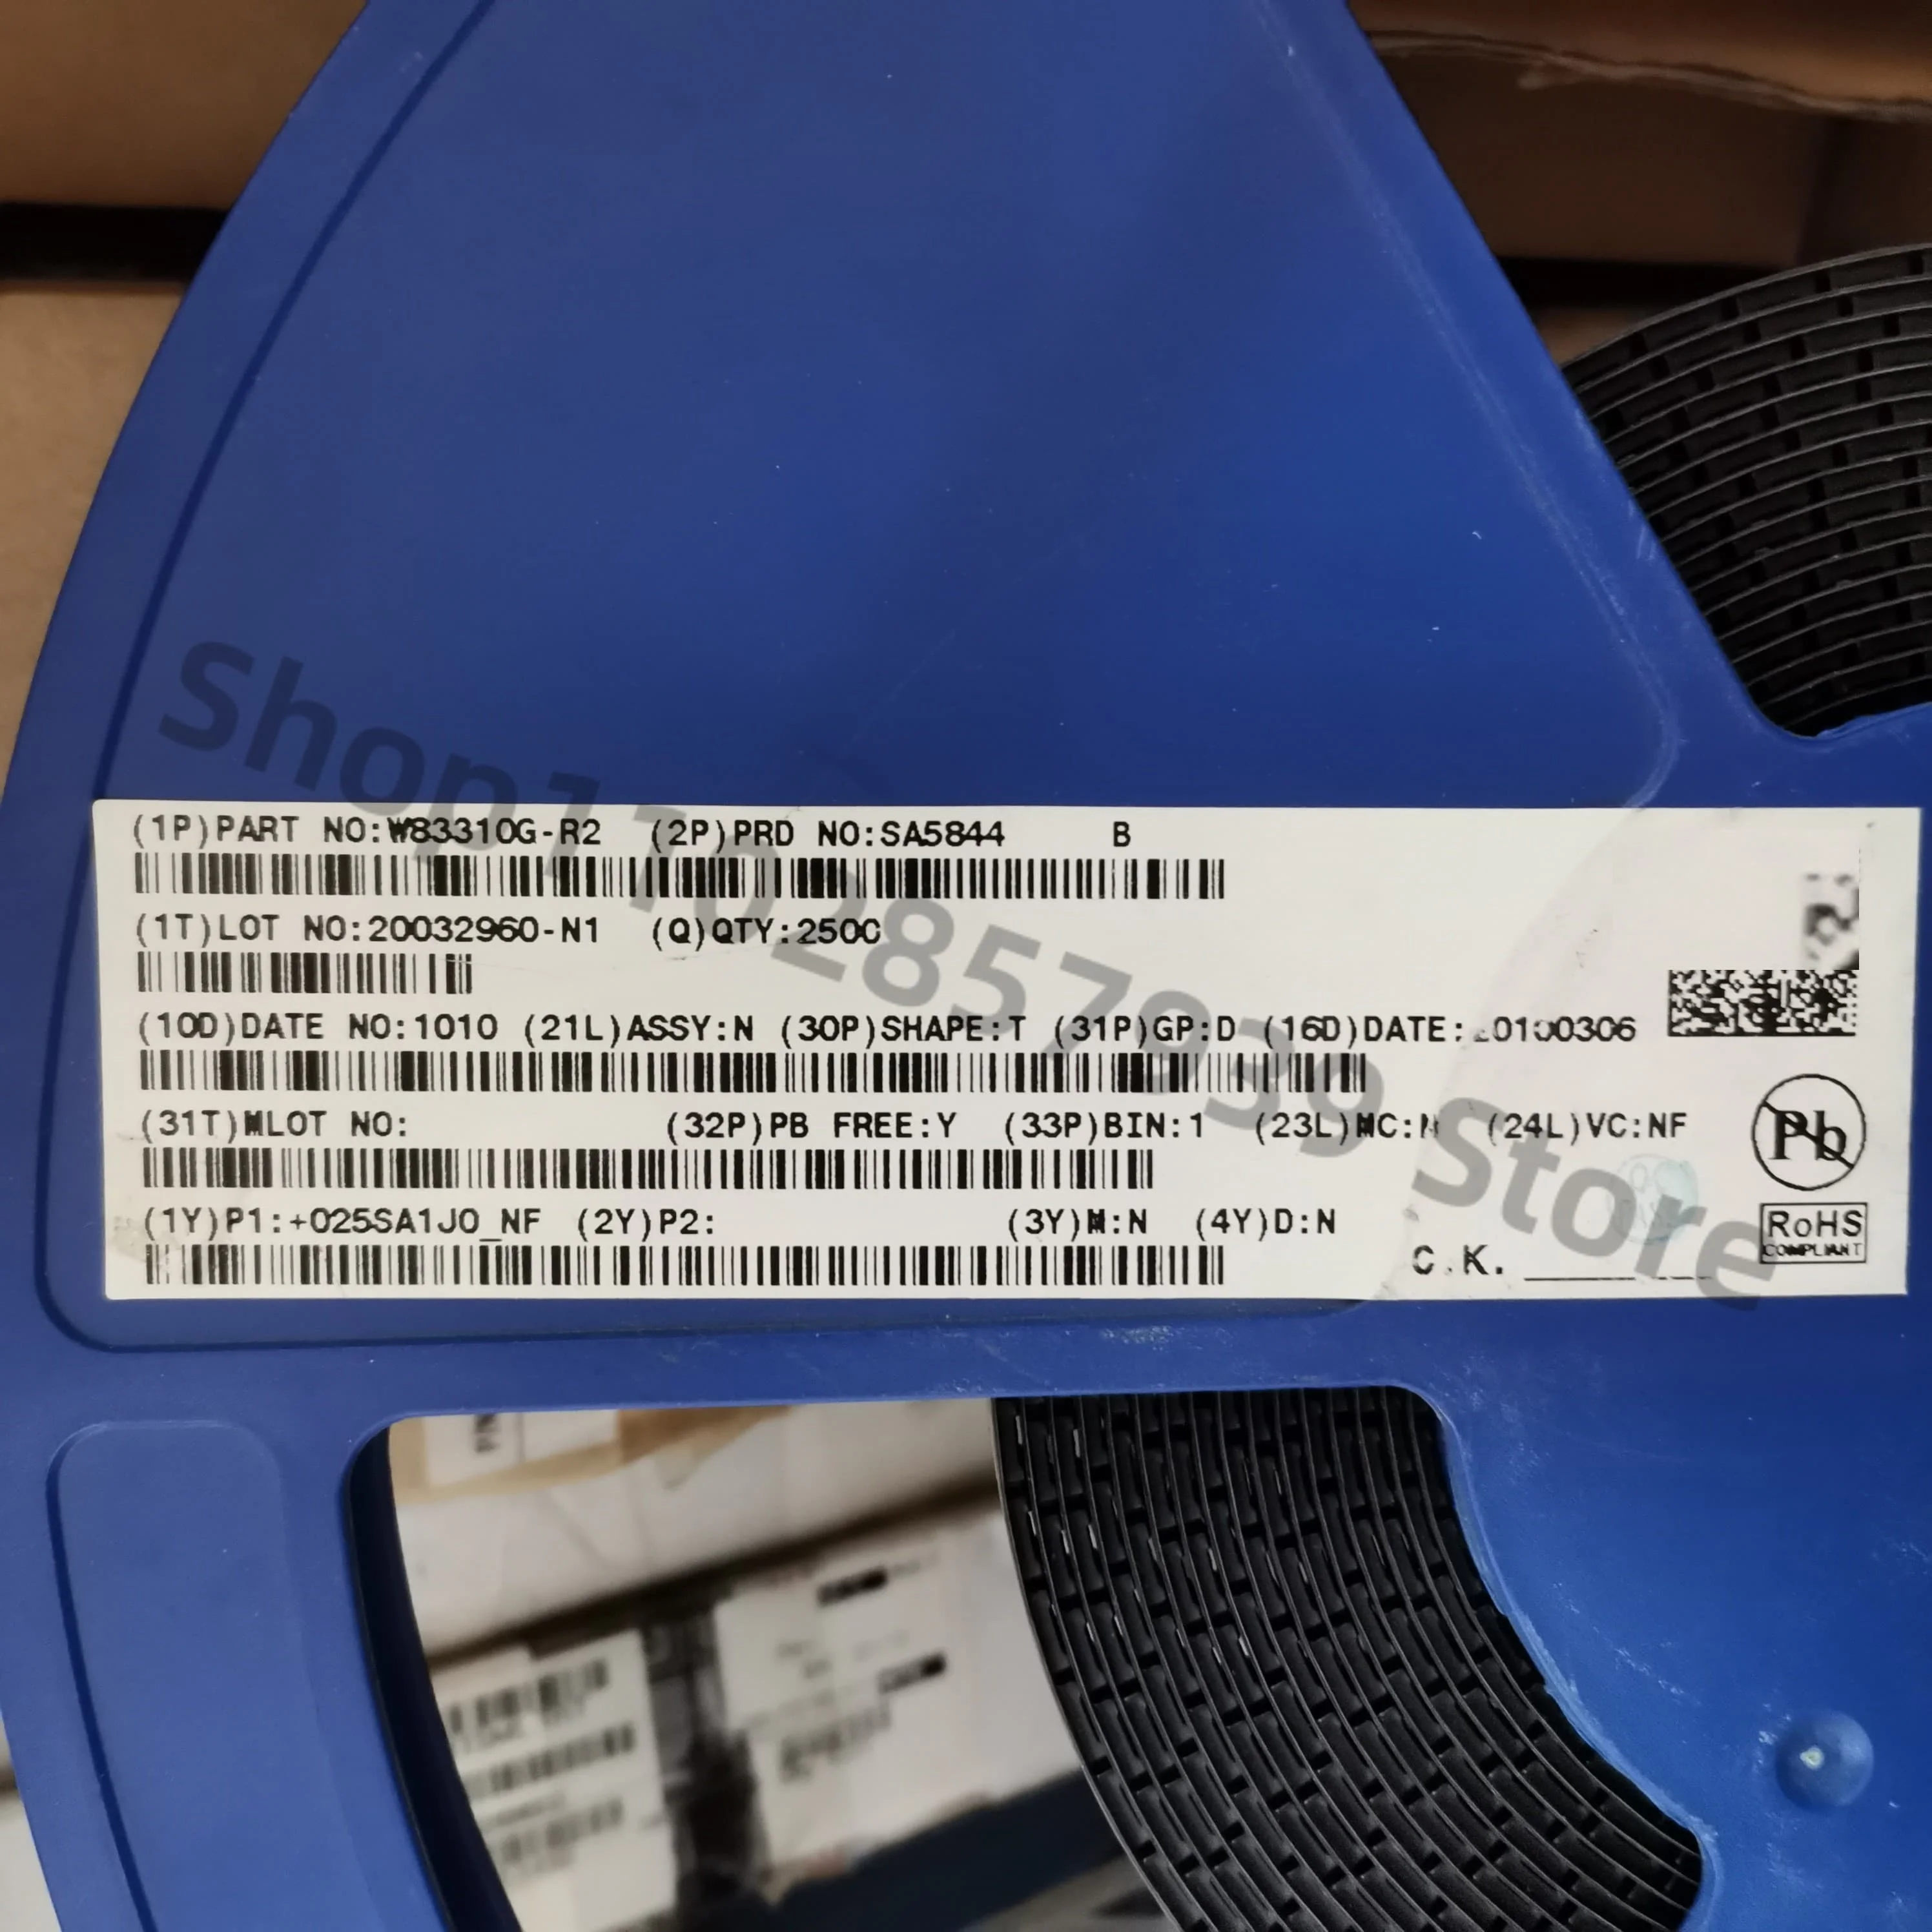 (1P)PART NO:W83310G-R2 (2P)PRD NO:SA5844 B
(1T)LOT NO:20032960-N1 (Q)QTY:2500
(10D)DATE NO:1010 (21L)ASSY:N (30P)SHAPE:T (31P)GP:D (16D)DATE:20100306
(31T)MLOT NO: (32P)PB FREE:Y (33P)BIN:1 (23L)MC:N (24L)VC:NF
Pb
(1Y)P1:+025SA1J0_NF (2Y)P2: (3Y)M:N (4Y)D:N
RoHS
COMPLIANT
C.K.
Shop1102857939 Store